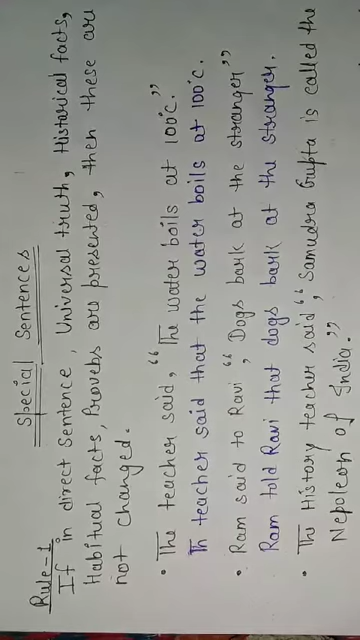 Special Sentences
Rule-1
If in direct sentence, Universal truth, Historical facts,
Habitual facts, Proverbs are presented, then these are
not changed.
• The teacher said, "The water boils at 100°c."
Th teacher said that the water boils at 100°c.
• Ram said to Ravi, "Dogs bark at the stranger"
Ram told Ravi that dogs bark at the stranger.
• The History teacher said, "Samudra Gupta is called the
Nepoleon of India."